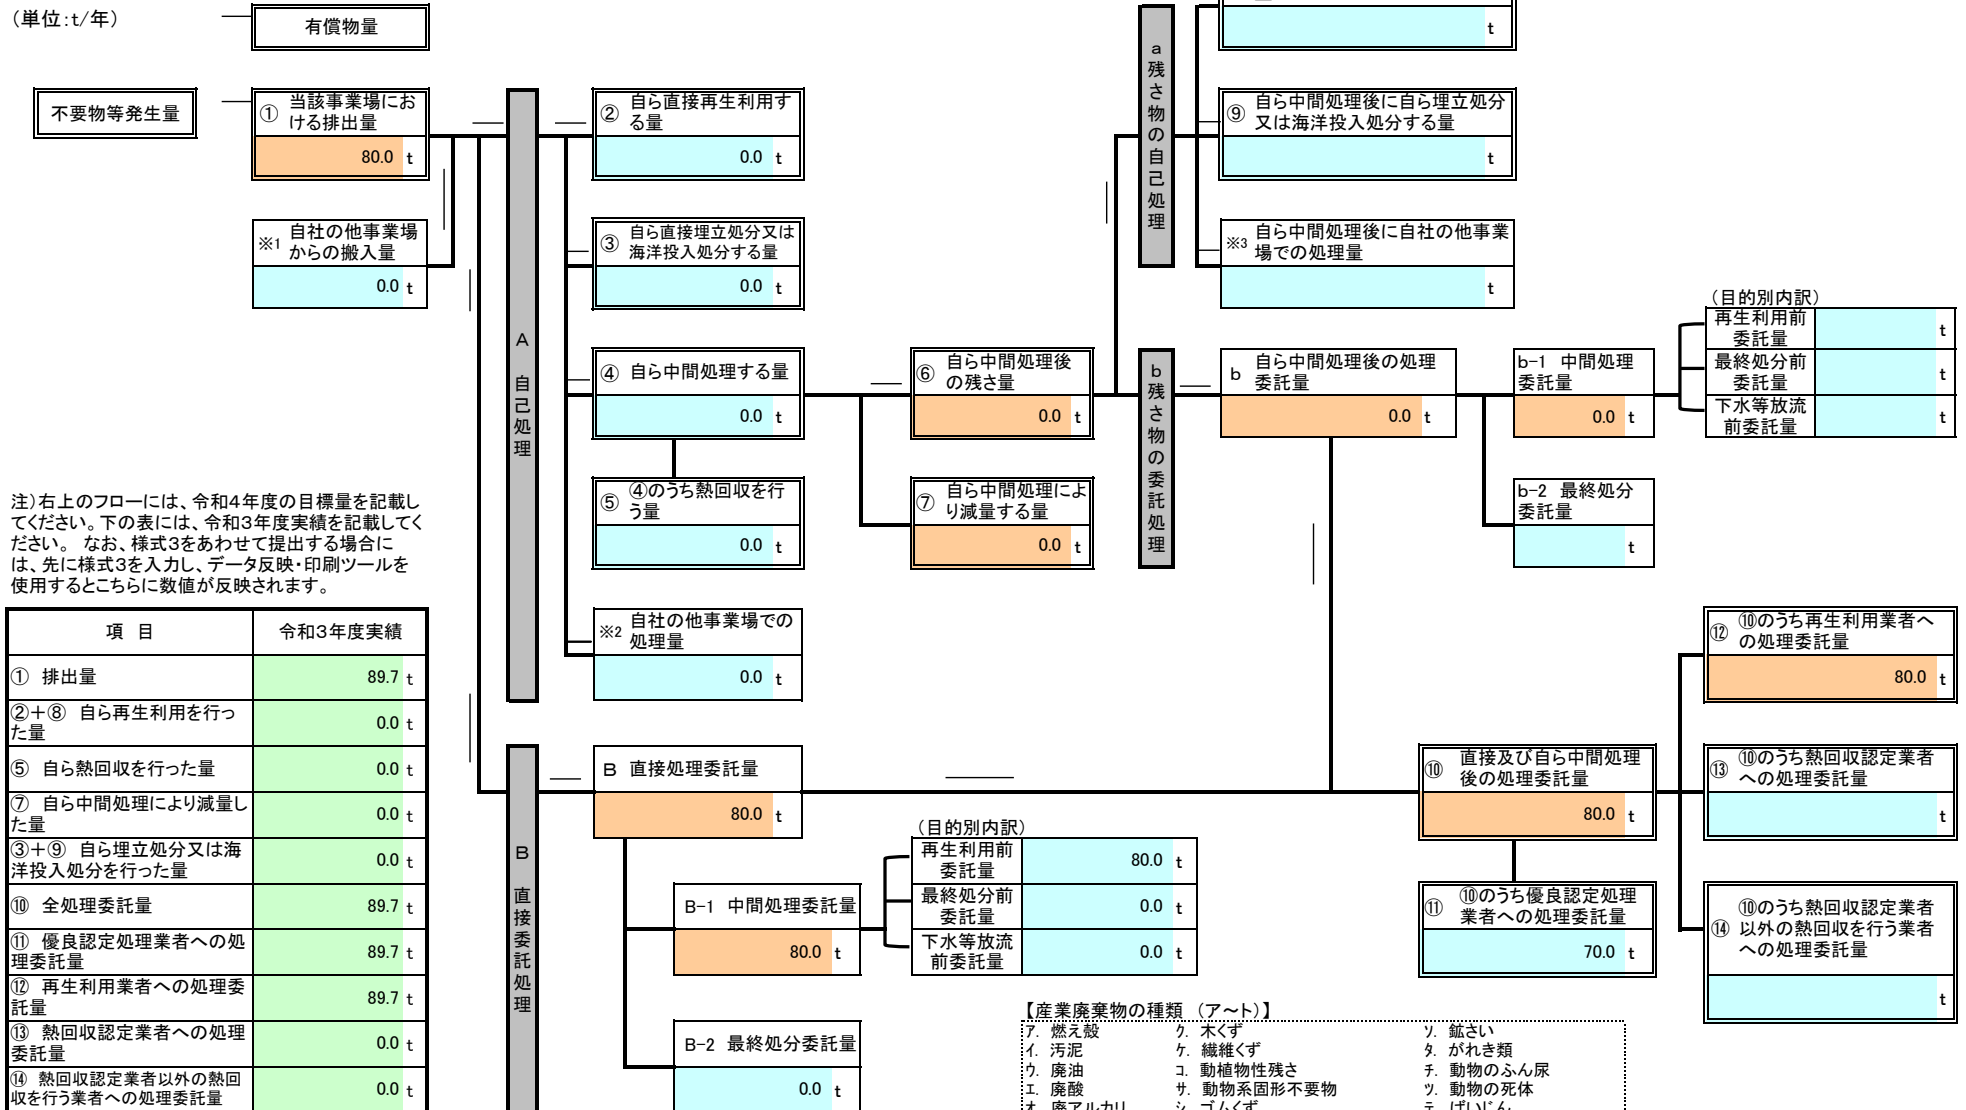 （単位:t/年）
有償物量
t
不要物等発生量
① 当該事業場にお
ける排出量
80.0 t
※1 自社の他事業場
からの搬入量
0.0 t
A 自己処理
② 自ら直接再生利用す
る量
0.0 t
③ 自ら直接埋立処分又は
海洋投入処分する量
0.0 t
④ 自ら中間処理する量
0.0 t
⑤ ④のうち熱回収を行
う量
0.0 t
※2 自社の他事業場での
処理量
0.0 t
⑥ 自ら中間処理後
の残さ量
0.0 t
⑦ 自ら中間処理によ
り減量する量
0.0 t
a 残さ物の自己処理
⑨ 自ら中間処理後に自ら埋立処分
又は海洋投入処分する量
t
※3 自ら中間処理後に自社の他事業
場での処理量
t
b 残さ物の委託処理
b 自ら中間処理後の処理
委託量
0.0 t
b-1 中間処理
委託量
0.0 t
b-2 最終処分
委託量
t
（目的別内訳）
再生利用前
委託量 t
最終処分前
委託量 t
下水等放流
前委託量 t
注）右上のフローには、令和4年度の目標量を記載し
てください。下の表には、令和3年度実績を記載してく
ださい。 なお、様式3をあわせて提出する場合に
は、先に様式3を入力し、データ反映・印刷ツールを
使用するとこちらに数値が反映されます。
項 目 令和3年度実績
① 排出量 89.7 t
②＋⑧ 自ら再生利用を行っ
た量 0.0 t
⑤ 自ら熱回収を行った量 0.0 t
⑦ 自ら中間処理により減量し
た量 0.0 t
③＋⑨ 自ら埋立処分又は海
洋投入処分を行った量 0.0 t
⑩ 全処理委託量 89.7 t
⑪ 優良認定処理業者への処
理委託量 89.7 t
⑫ 再生利用業者への処理委
託量 89.7 t
⑬ 熱回収認定業者への処理
委託量 0.0 t
⑭ 熱回収認定業者以外の熱回
収を行う業者への処理委託量 0.0 t
B 直接委託処理
B 直接処理委託量
80.0 t
B-1 中間処理委託量
80.0 t
B-2 最終処分委託量
0.0 t
（目的別内訳）
再生利用前
委託量 80.0 t
最終処分前
委託量 0.0 t
下水等放流
前委託量 0.0 t
⑩ 直接及び自ら中間処理
後の処理委託量
80.0 t
⑪ ⑩のうち優良認定処理
業者への処理委託量
70.0 t
⑫ ⑩のうち再生利用業者へ
の処理委託量
80.0 t
⑬ ⑩のうち熱回収認定業者
への処理委託量
t
⑭ ⑩のうち熱回収認定業者
以外の熱回収を行う業者
への処理委託量
t
【産業廃棄物の種類 （ア～ト）】
ア. 燃え殻 ク. 木くず ソ. 鉱さい
イ. 汚泥 ケ. 繊維くず タ. がれき類
ウ. 廃油 コ. 動植物性残さ チ. 動物のふん尿
エ. 廃酸 サ. 動物系固形不要物 ツ. 動物の死体
オ. 廃アルカリ シ. ゴムくず テ. ばいじん